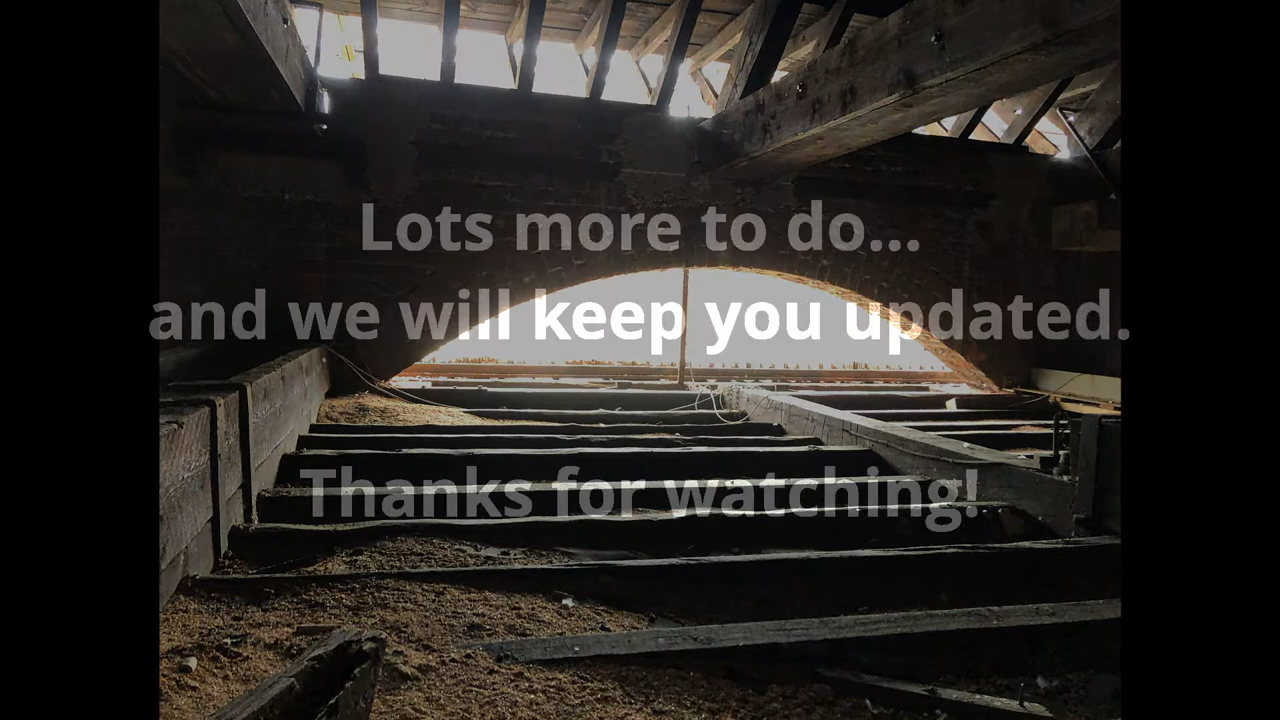 Lots more to do...
and we will keep you updated.
Thanks for watching!